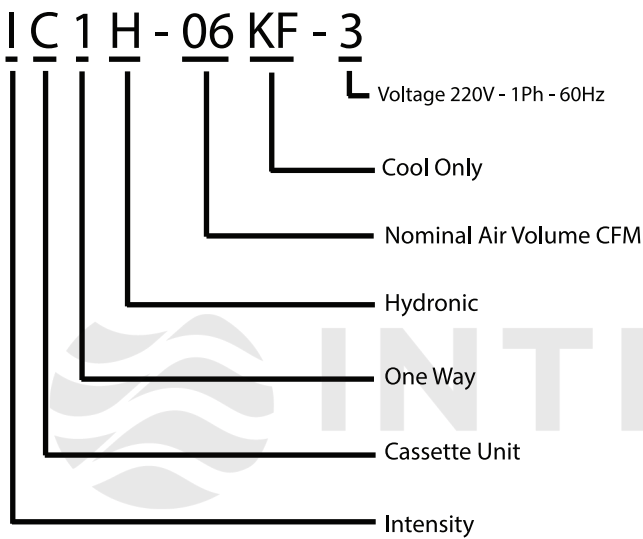 I C 1 H - 06 KF - 3
Voltage 220V - 1Ph - 60Hz
Cool Only
Nominal Air Volume CFM
Hydronic
INTI
One Way
Cassette Unit
Intensity